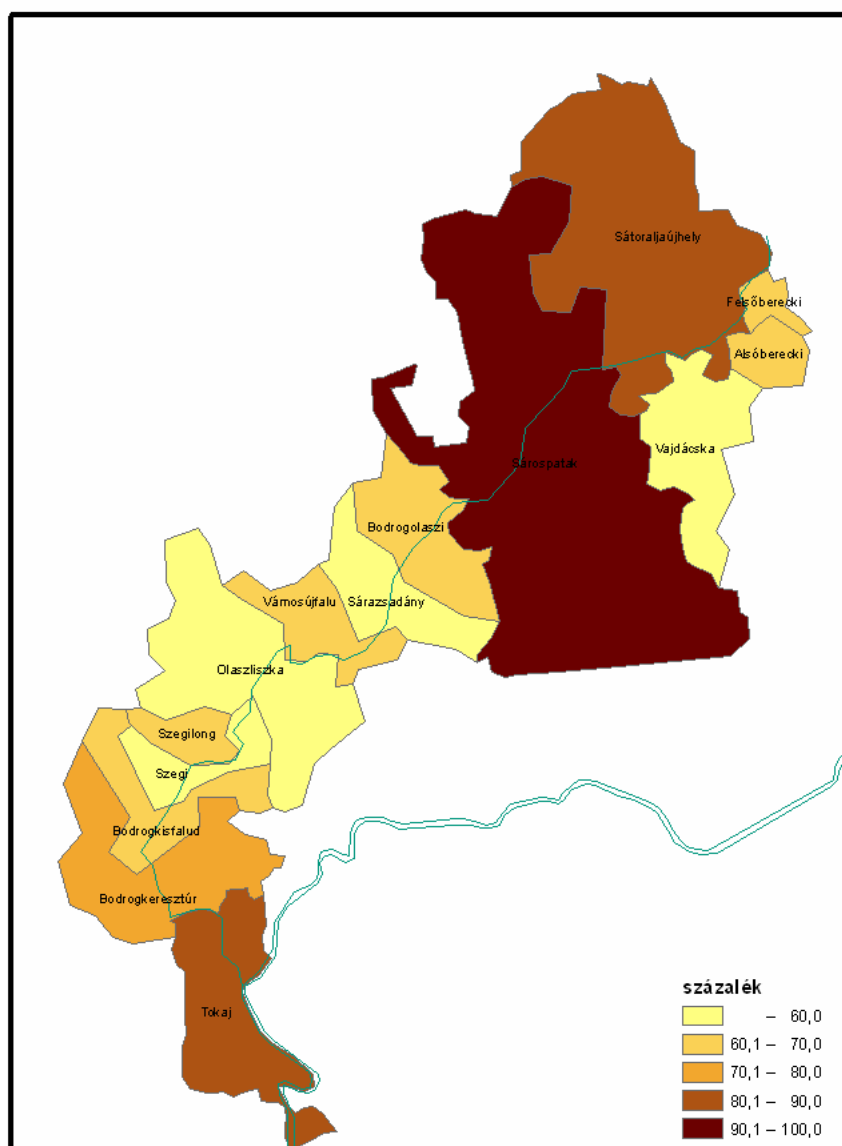 Sátoraljaújhely
Felsőberecki
Alsóberecki
Vajdácska
Sárospatak
Bodrogolaszi
Vámosújfalu
Sárazsadány
Olaszliszka
Szegilong
Szegi
Bodrogkisfalud
Bodrogkeresztúr
Tokaj
százalék
– 60,0
60,1 – 70,0
70,1 – 80,0
80,1 – 90,0
90,1 – 100,0